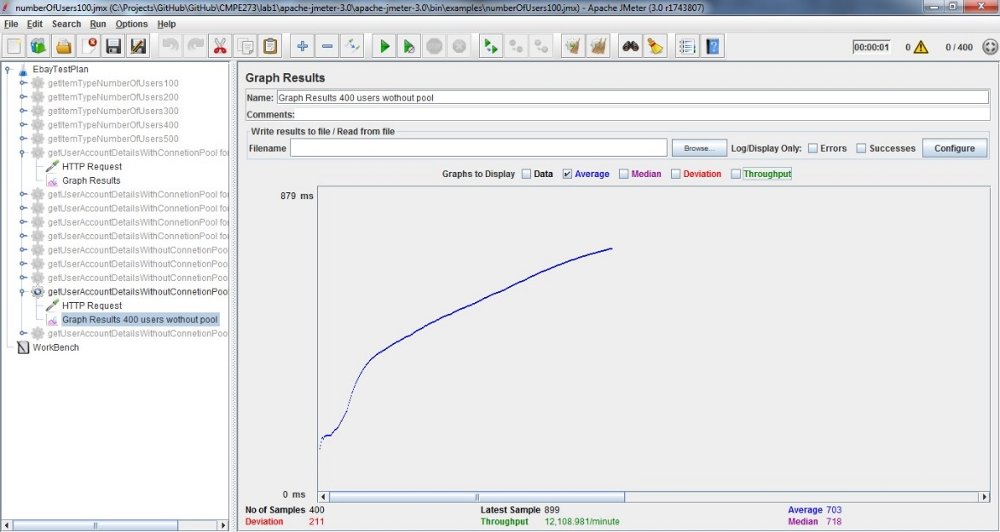 numberOfUsers100.jmx (C:\Projects\GitHub\GitHub\CMPE273\lab1\apache-jmeter-3.0\apache-jmeter-3.0\bin\examples\numberOfUsers100.jmx) - Apache JMeter (3.0 r1743807)
File Edit Search Run Options Help
00:00:01 0 0 / 400
EbayTestPlan
getItemTypeNumberOfUsers100
getItemTypeNumberOfUsers200
getItemTypeNumberOfUsers300
getItemTypeNumberOfUsers400
getItemTypeNumberOfUsers500
getUserAccountDetailsWithConnetionPool for
HTTP Request
Graph Results
getUserAccountDetailsWithConnetionPool for
getUserAccountDetailsWithConnetionPool for
getUserAccountDetailsWithConnetionPool for
getUserAccountDetailsWithConnetionPool for
getUserAccountDetailsWithoutConnetionPoo
getUserAccountDetailsWithoutConnetionPoo
getUserAccountDetailsWithoutConnetionPoo
getUserAccountDetailsWithoutConnetionPoo
HTTP Request
Graph Results 400 users wothout pool
getUserAccountDetailsWithoutConnetionPoo
WorkBench
Graph Results
Name: Graph Results 400 users wothout pool
Comments:
Write results to file / Read from file
Filename Browse... Log/Display Only: Errors Successes Configure
Graphs to Display Data Average Median Deviation Throughput
879 ms
0 ms
No of Samples 400 Latest Sample 899 Average 703
Deviation 211 Throughput 12,108.981/minute Median 718